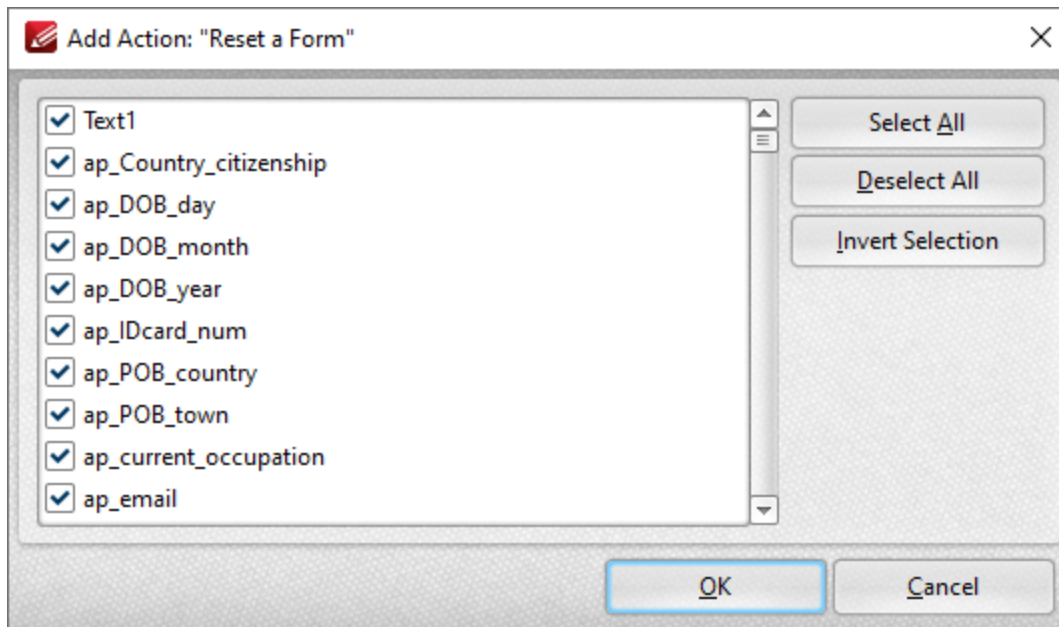 Add Action: "Reset a Form"
Text1
ap_Country_citizenship
ap_DOB_day
ap_DOB_month
ap_DOB_year
ap_IDcard_num
ap_POB_country
ap_POB_town
ap_current_occupation
ap_email
Select All
Deselect All
Invert Selection
OK
Cancel